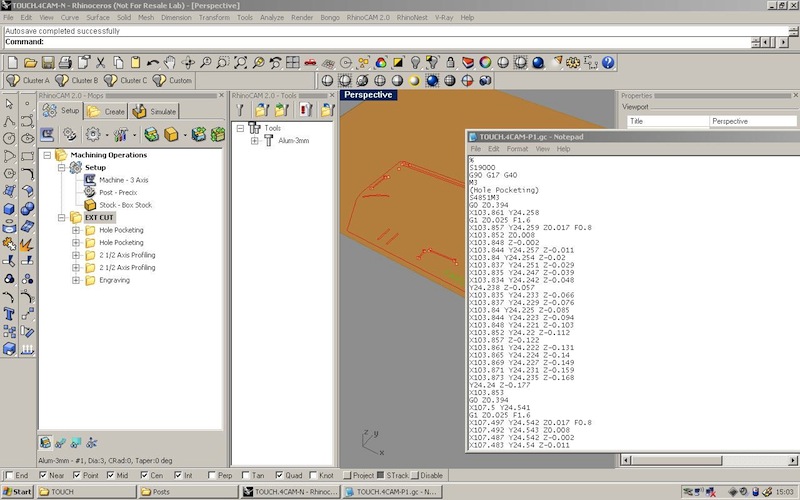 TOUCH.4CAM-N - Rhinoceros (Not For Resale Lab) - [Perspective]
File Edit View Curve Surface Solid Mesh Dimension Transform Tools Analyze Render Bongo RhinoCAM 2.0 RhinoNest V-Ray Help
Autosave completed successfully
Command:
Cluster A Cluster B Cluster C Custom
RhinoCAM 2.0 - Mops
Setup Create Simulate
Machining Operations
Setup
Machine - 3 Axis
Post - Precix
Stock - Box Stock
EXT CUT
Hole Pocketing
Hole Pocketing
2 1/2 Axis Profiling
2 1/2 Axis Profiling
Engraving
Alum-3mm - #1, Dia:3, CRad:0, Taper:0 deg
RhinoCAM 2.0 - Tools
Tools
Alum-3mm
Perspective
z y
x
Properties
Viewport
Title Perspective
TOUCH.4CAM-P1.gc - Notepad
File Edit Format View Help
%
S19000
G90 G17 G40
M3
(Hole Pocketing)
S4851M3
G0 Z0.394
X103.861 Y24.258
G1 Z0.025 F1.6
X103.857 Y24.259 Z0.017 F0.8
X103.852 Z0.008
X103.848 Z-0.002
X103.844 Y24.257 Z-0.011
X103.84 Y24.254 Z-0.02
X103.837 Y24.251 Z-0.029
X103.835 Y24.247 Z-0.039
X103.834 Y24.242 Z-0.048
Y24.238 Z-0.057
X103.835 Y24.233 Z-0.066
X103.837 Y24.229 Z-0.076
X103.84 Y24.225 Z-0.085
X103.844 Y24.223 Z-0.094
X103.848 Y24.221 Z-0.103
X103.852 Y24.22 Z-0.112
X103.857 Z-0.122
X103.861 Y24.222 Z-0.131
X103.865 Y24.224 Z-0.14
X103.869 Y24.227 Z-0.149
X103.871 Y24.231 Z-0.159
X103.873 Y24.235 Z-0.168
Y24.24 Z-0.177
X103.853
G0 Z0.394
X107.5 Y24.541
G1 Z0.025 F1.6
X107.497 Y24.542 Z0.017 F0.8
X107.492 Y24.543 Z0.008
X107.487 Y24.542 Z-0.002
X107.483 Y24.54 Z-0.011
End Near Point Mid Cen Int Perp Tan Quad Knot Project STrack Disable
Start TOUCH Posts TOUCH.4CAM-N - Rhinoc... TOUCH.4CAM-P1.gc - N... 15:03